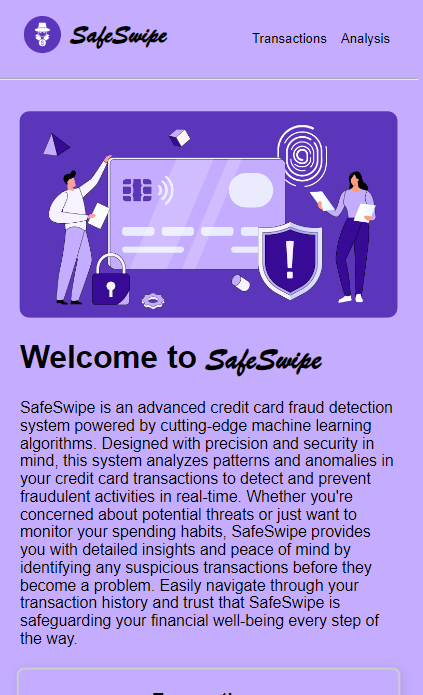 SafeSwipe
Transactions Analysis
Welcome to SafeSwipe
SafeSwipe is an advanced credit card fraud detection
system powered by cutting-edge machine learning
algorithms. Designed with precision and security in
mind, this system analyzes patterns and anomalies in
your credit card transactions to detect and prevent
fraudulent activities in real-time. Whether you're
concerned about potential threats or just want to
monitor your spending habits, SafeSwipe provides
you with detailed insights and peace of mind by
identifying any suspicious transactions before they
become a problem. Easily navigate through your
transaction history and trust that SafeSwipe is
safeguarding your financial well-being every step of
the way.